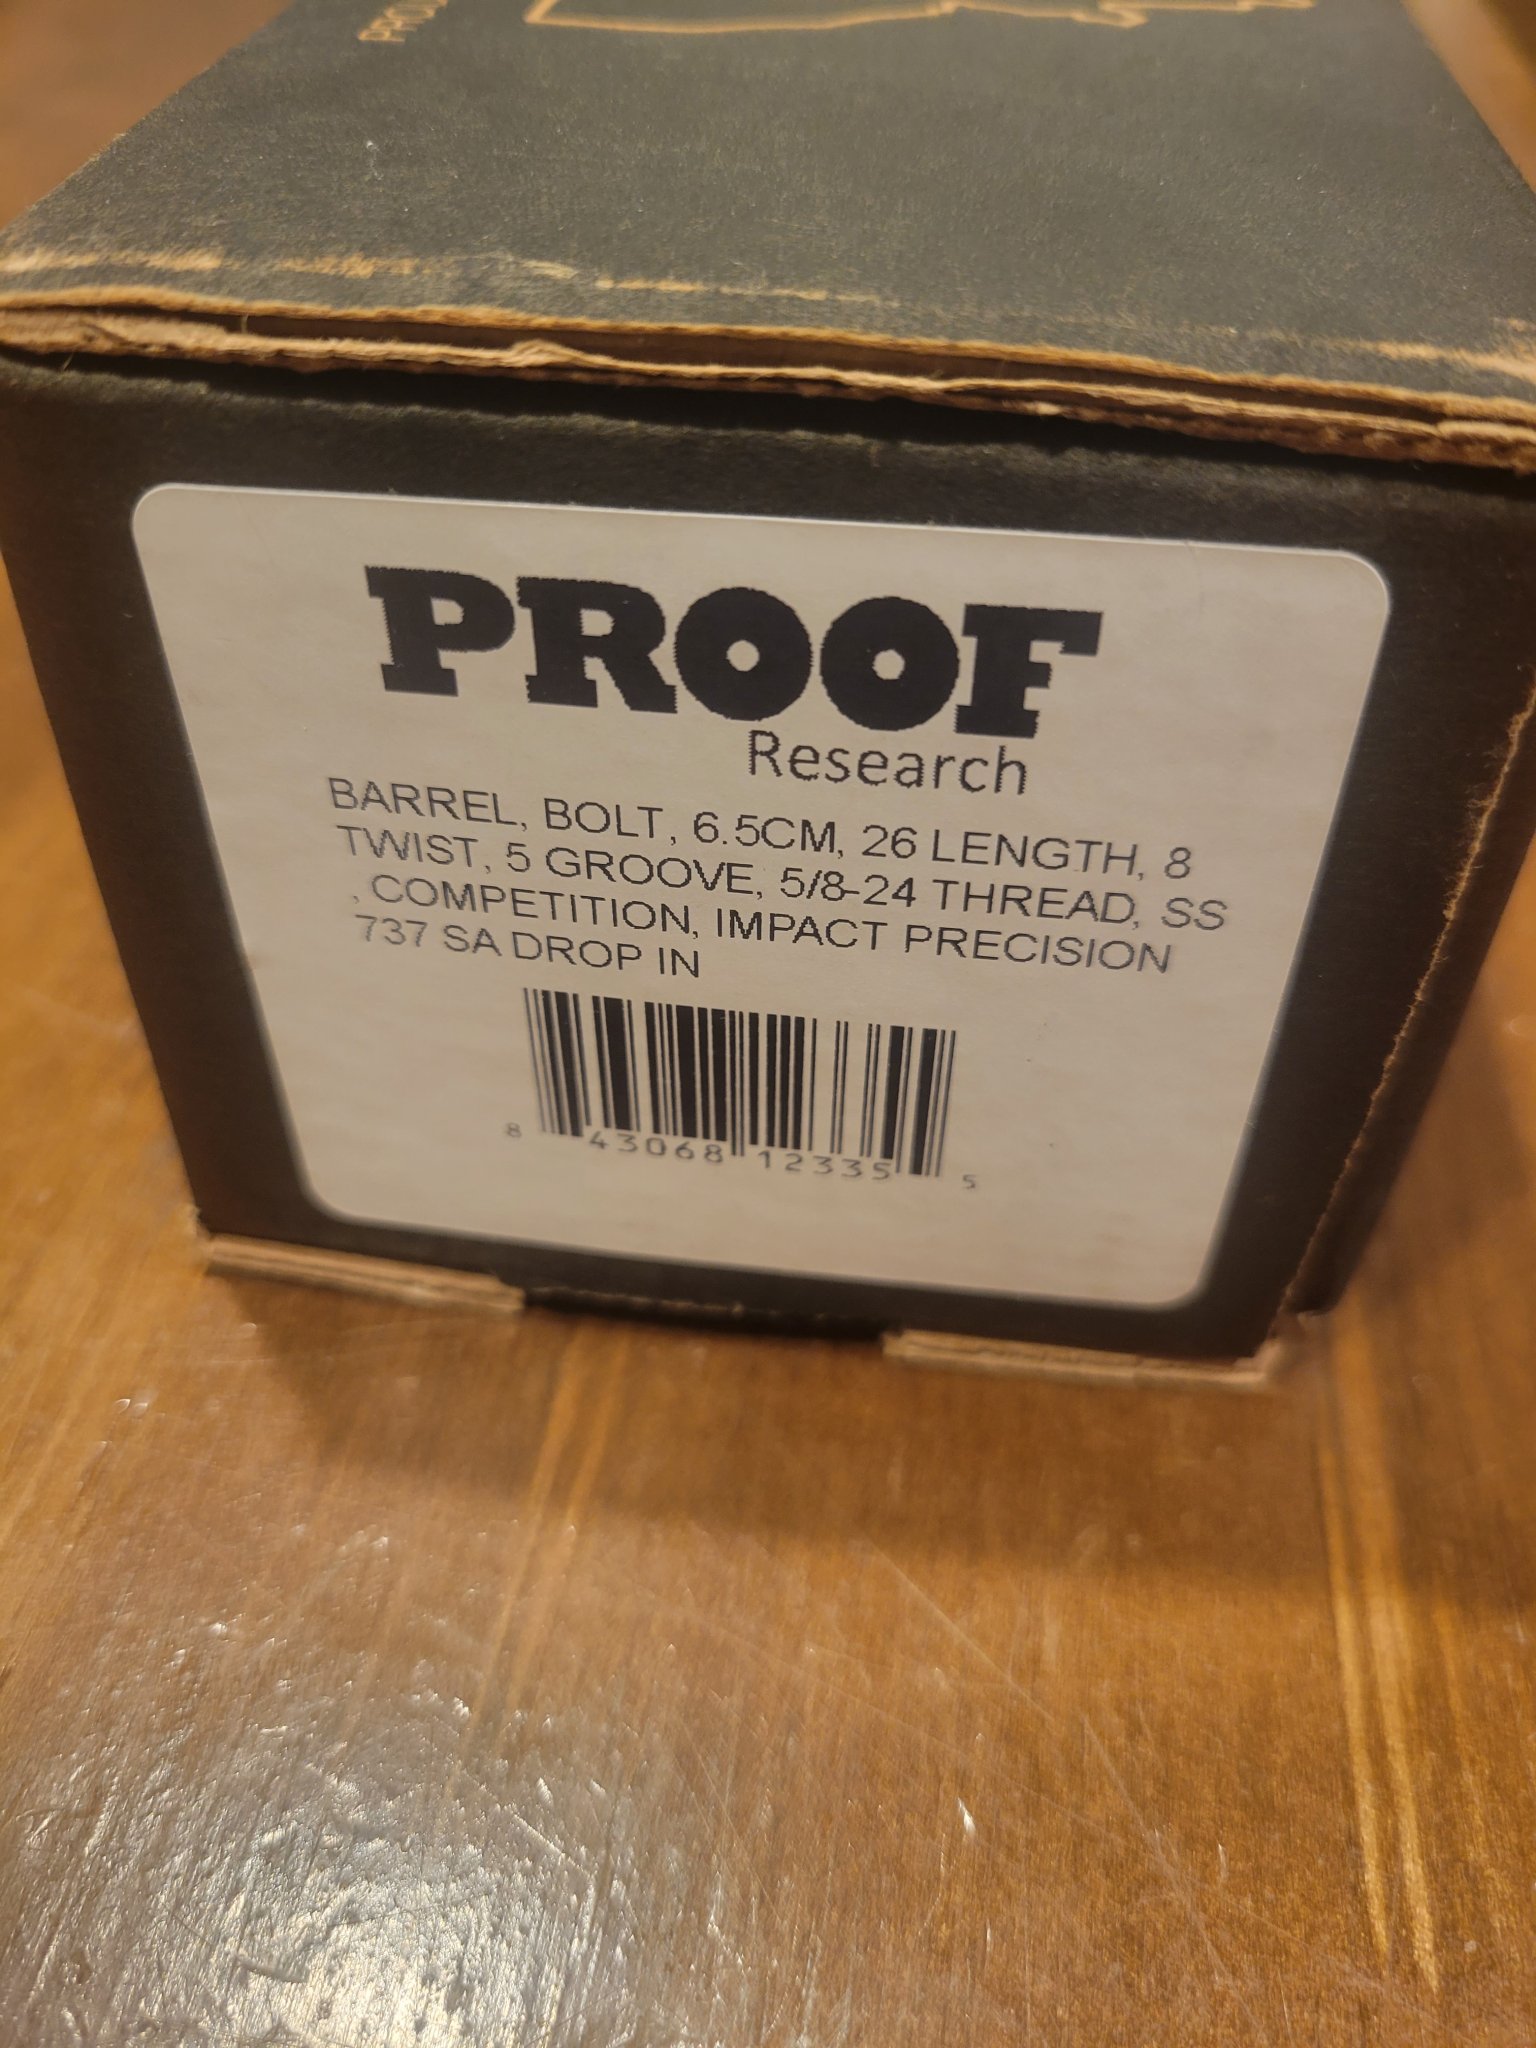 PROOF
Research
BARREL, BOLT, 6.5CM, 26 LENGTH, 8
TWIST, 5 GROOVE, 5/8-24 THREAD, SS
, COMPETITION, IMPACT PRECISION
737 SA DROP IN
8 43068 12335 5